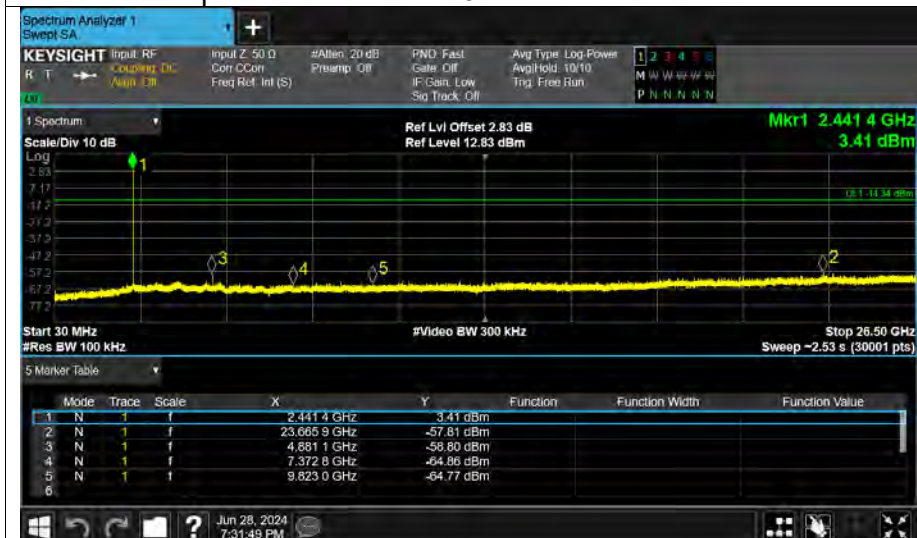 Spectrum Analyzer 1
Swept SA
+
KEYSIGHT Input: RF
R T Coupling: DC
Align: Off
Input Z: 50 Ω
Corr CCorr
Freq Ref: Int (S)
#Atten: 20 dB
Preamp: Off
PNO: Fast
Gate: Off
IF Gain: Low
Sig Track: Off
Avg Type: Log-Power
Avg|Hold: 10/10
Trig: Free Run
1 2 3 4 5 6
M W W W W W
P N N N N N
1 Spectrum
Scale/Div 10 dB
Ref Lvl Offset 2.83 dB
Ref Level 12.83 dBm
Mkr1 2.441 4 GHz
3.41 dBm
Log
2.83
-7.17
-17.2
-27.2
-37.2
-47.2
-57.2
-67.2
-77.2
1
3
4
5
2
DL1 -14.34 dBm
Start 30 MHz
#Res BW 100 kHz
#Video BW 300 kHz
Stop 26.50 GHz
Sweep ~2.53 s (30001 pts)
5 Marker Table
Mode Trace Scale X Y Function Function Width Function Value
1 N 1 f 2.441 4 GHz 3.41 dBm
2 N 1 f 23.665 9 GHz -57.81 dBm
3 N 1 f 4.881 1 GHz -58.80 dBm
4 N 1 f 7.372 8 GHz -64.86 dBm
5 N 1 f 9.823 0 GHz -64.77 dBm
6
?
Jun 28, 2024
7:31:49 PM